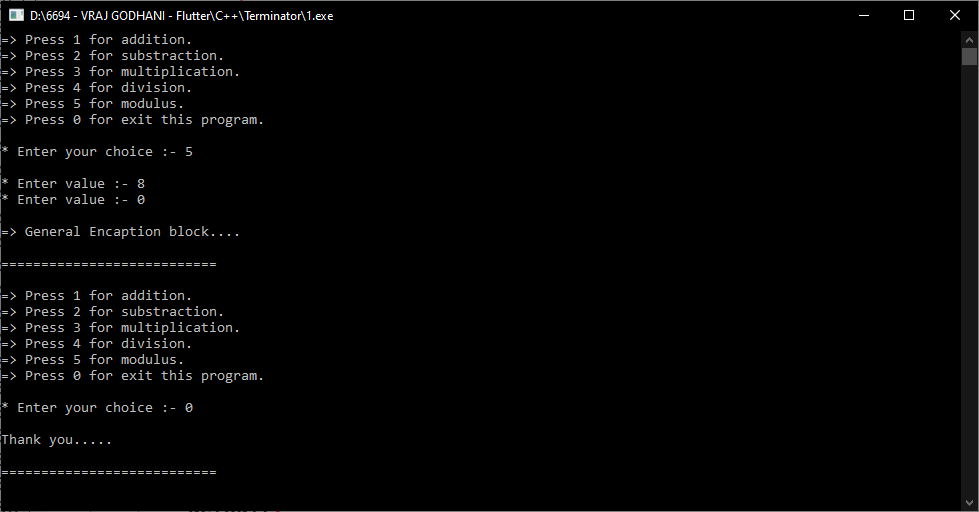 D:\6694 - VRAJ GODHANI - Flutter\C++\Terminator\1.exe
=> Press 1 for addition.
=> Press 2 for substraction.
=> Press 3 for multiplication.
=> Press 4 for division.
=> Press 5 for modulus.
=> Press 0 for exit this program.
* Enter your choice :- 5
* Enter value :- 8
* Enter value :- 0
=> General Encaption block....
===========================
=> Press 1 for addition.
=> Press 2 for substraction.
=> Press 3 for multiplication.
=> Press 4 for division.
=> Press 5 for modulus.
=> Press 0 for exit this program.
* Enter your choice :- 0
Thank you.....
===========================